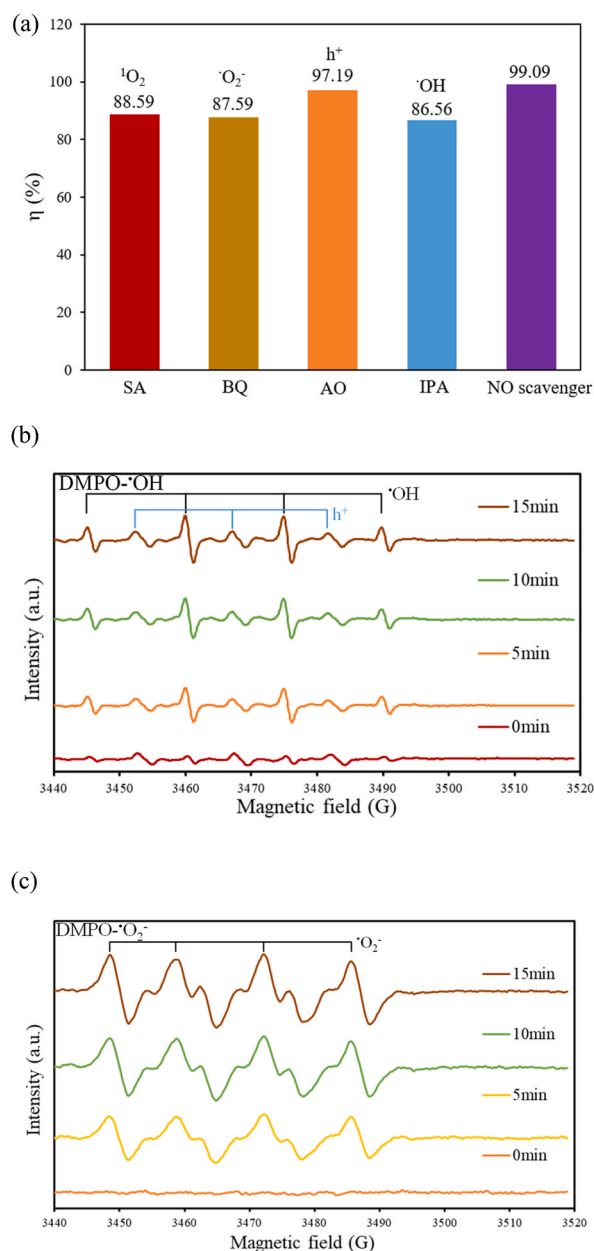 (a)
120
100
80
60
40
20
0
η (%)
¹O₂
88.59
˙O₂⁻
87.59
h⁺
97.19
˙OH
86.56
99.09
SA BQ AO IPA NO scavenger
(b)
DMPO-˙OH
˙OH
h⁺
15min
10min
5min
0min
Intensity (a.u.)
3440 3450 3460 3470 3480 3490 3500 3510 3520
Magnetic field (G)
(c)
DMPO-˙O₂⁻
˙O₂⁻
15min
10min
5min
0min
Intensity (a.u.)
3440 3450 3460 3470 3480 3490 3500 3510 3520
Magnetic field (G)